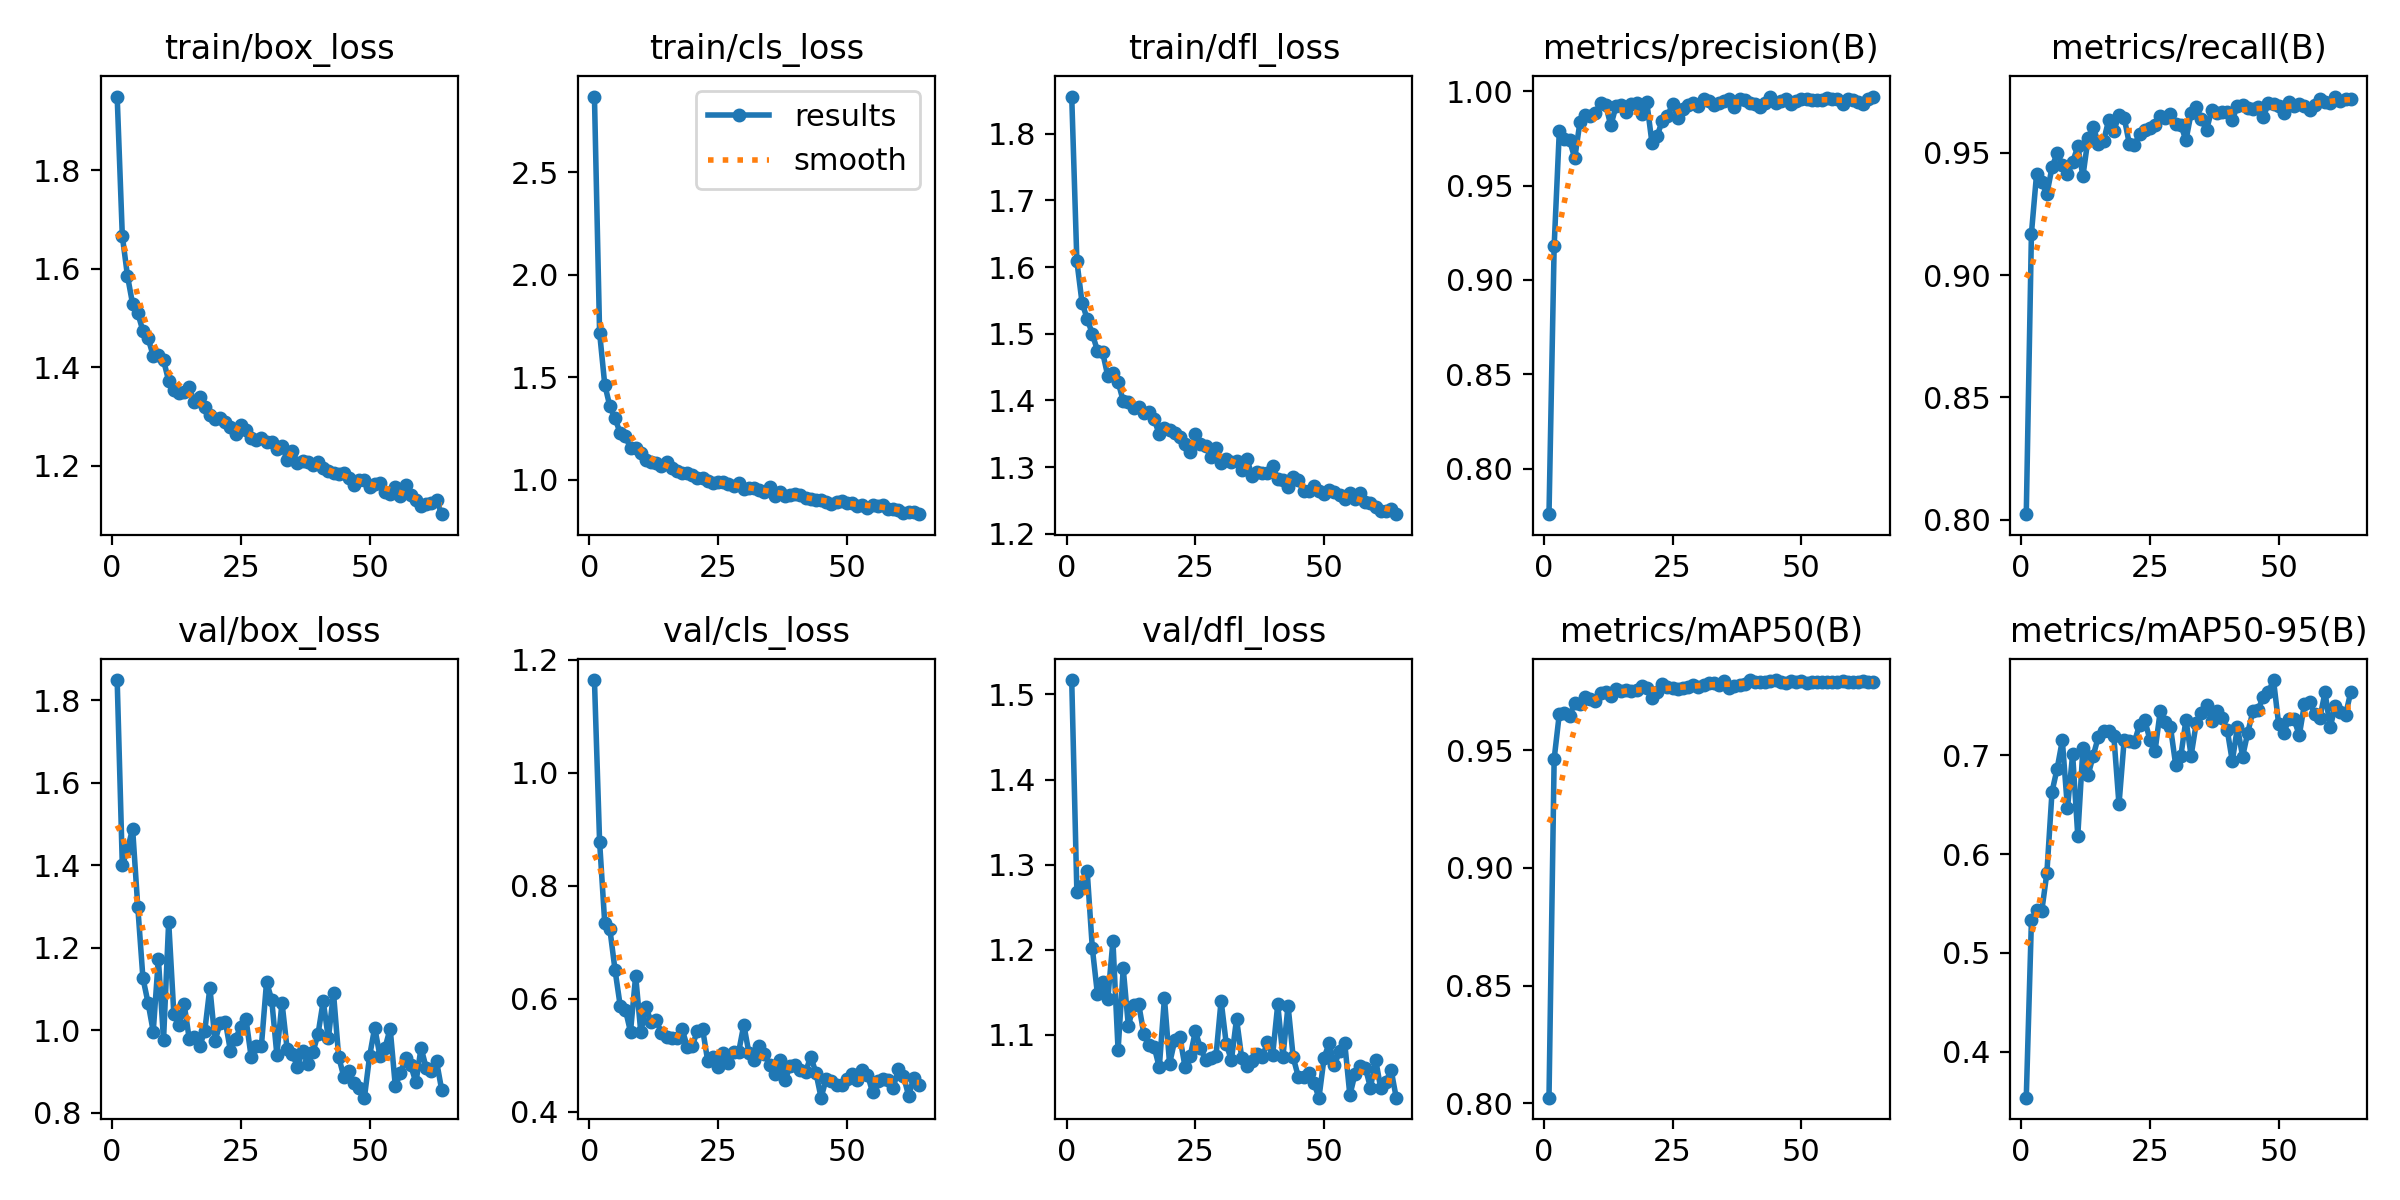 train/box_loss
train/cls_loss
train/dfl_loss
metrics/precision(B)
metrics/recall(B)
1.8
1.6
1.4
1.2
0 25 50
results
smooth
2.5
2.0
1.5
1.0
0 25 50
1.8
1.7
1.6
1.5
1.4
1.3
1.2
0 25 50
1.00
0.95
0.90
0.85
0.80
0 25 50
0.95
0.90
0.85
0.80
0 25 50
val/box_loss
val/cls_loss
val/dfl_loss
metrics/mAP50(B)
metrics/mAP50-95(B)
1.8
1.6
1.4
1.2
1.0
0.8
0 25 50
1.2
1.0
0.8
0.6
0.4
0 25 50
1.5
1.4
1.3
1.2
1.1
0 25 50
0.95
0.90
0.85
0.80
0 25 50
0.7
0.6
0.5
0.4
0 25 50